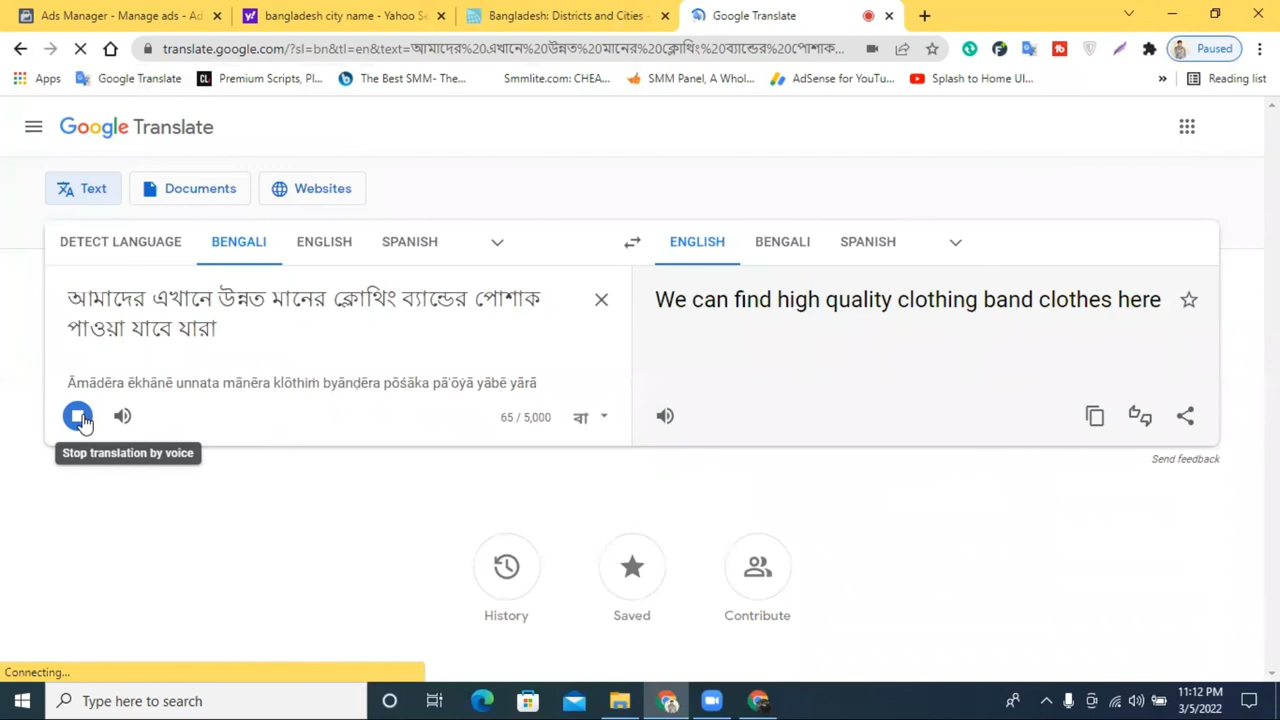 Ads Manager - Manage ads - Ad
bangladesh city name - Yahoo Se
Bangladesh: Districts and Cities -
Google Translate
translate.google.com/?sl=bn&tl=en&text=আমাদের%20এখানে%20উন্নত%20মানের%20ক্লোথিং%20ব্যান্ডের%20পোশাক...
Paused
Apps
Google Translate
Premium Scripts, Pl...
The Best SMM- The...
Smmlite.com: CHEA...
SMM Panel, A Whol...
AdSense for YouTu...
Splash to Home UI...
»
Reading list
Google Translate
Text
Documents
Websites
DETECT LANGUAGE
BENGALI
ENGLISH
SPANISH
ENGLISH
BENGALI
SPANISH
আমাদের এখানে উন্নত মানের ক্লোথিং ব্যান্ডের পোশাক
পাওয়া যাবে যারা
We can find high quality clothing band clothes here
Āmādēra ēkhānē unnata mānēra klōthiṁ byānḍēra pōśāka pā'ōẏā yābē yārā
65 / 5,000
বা
Stop translation by voice
Send feedback
History
Saved
Contribute
Connecting...
Type here to search
11:12 PM
3/5/2022